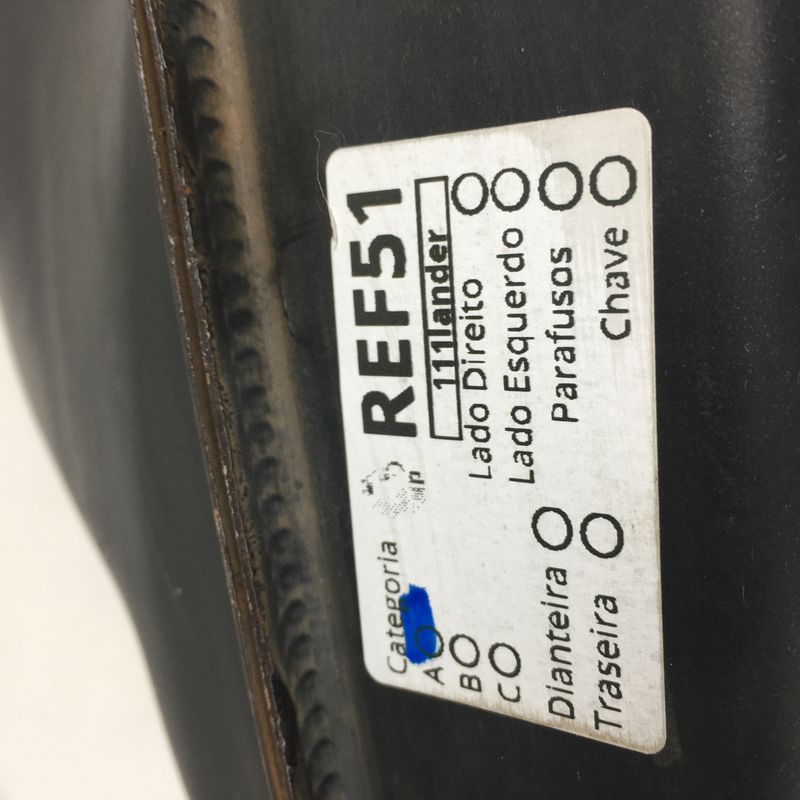 Categoria
REF51
A
111lander
B
Lado Direito
C
Lado Esquerdo
Dianteira
Parafusos
Traseira
Chave